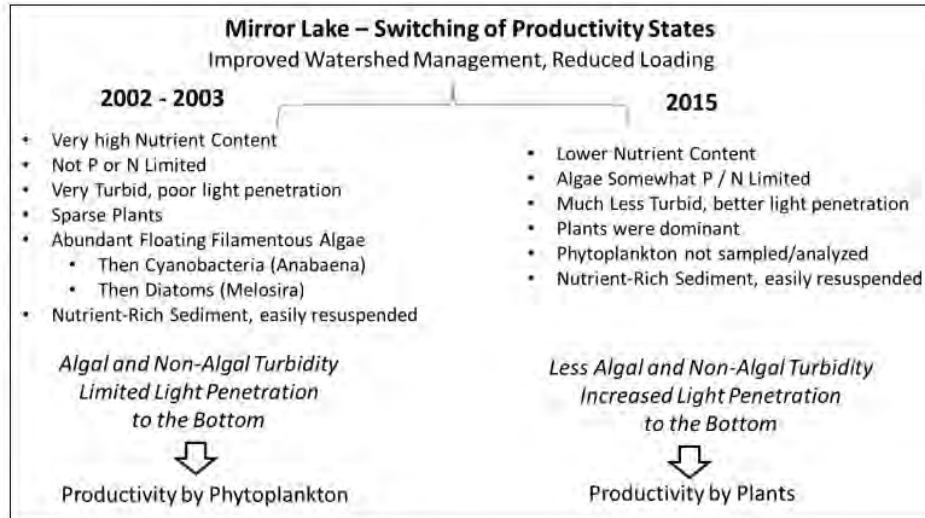 Mirror Lake – Switching of Productivity States
Improved Watershed Management, Reduced Loading
2002 - 2003
• Very high Nutrient Content
• Not P or N Limited
• Very Turbid, poor light penetration
• Sparse Plants
• Abundant Floating Filamentous Algae
• Then Cyanobacteria (Anabaena)
• Then Diatoms (Melosira)
• Nutrient-Rich Sediment, easily resuspended
Algal and Non-Algal Turbidity
Limited Light Penetration
to the Bottom
Productivity by Phytoplankton
2015
• Lower Nutrient Content
• Algae Somewhat P / N Limited
• Much Less Turbid, better light penetration
• Plants were dominant
• Phytoplankton not sampled/analyzed
• Nutrient-Rich Sediment, easily resuspended
Less Algal and Non-Algal Turbidity
Increased Light Penetration
to the Bottom
Productivity by Plants